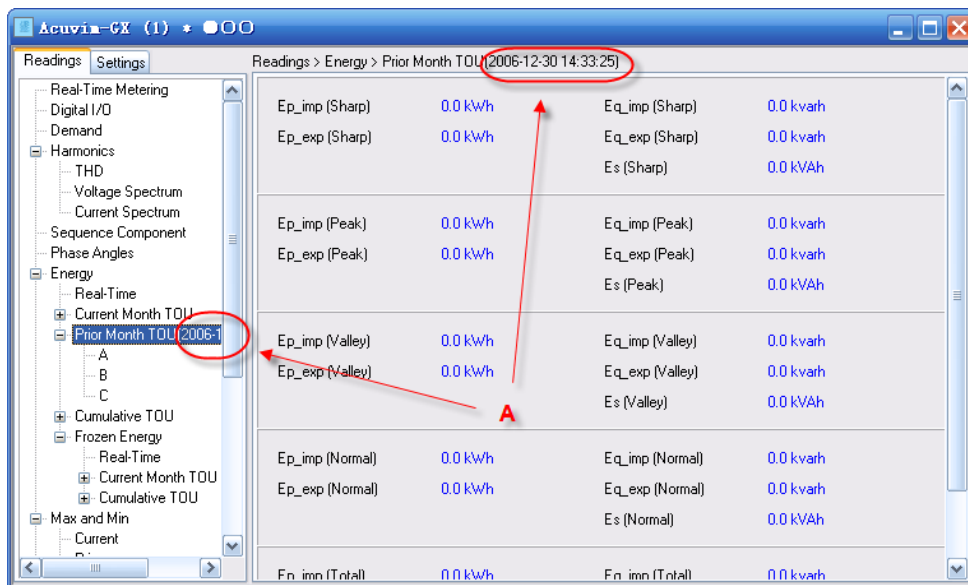 Acuvim-GX (1) *
Readings Settings
Readings > Energy > Prior Month TOU(2006-12-30 14:33:25)
Real-Time Metering
Digital I/O
Demand
Harmonics
THD
Voltage Spectrum
Current Spectrum
Sequence Component
Phase Angles
Energy
Real-Time
Current Month TOU
Prior Month TOU(2006-1
A
B
C
Cumulative TOU
Frozen Energy
Real-Time
Current Month TOU
Cumulative TOU
Max and Min
Current
Ep_imp (Sharp) 0.0 kWh Eq_imp (Sharp) 0.0 kvarh
Ep_exp (Sharp) 0.0 kWh Eq_exp (Sharp) 0.0 kvarh
Es (Sharp) 0.0 kVAh
Ep_imp (Peak) 0.0 kWh Eq_imp (Peak) 0.0 kvarh
Ep_exp (Peak) 0.0 kWh Eq_exp (Peak) 0.0 kvarh
Es (Peak) 0.0 kVAh
Ep_imp (Valley) 0.0 kWh Eq_imp (Valley) 0.0 kvarh
Ep_exp (Valley) 0.0 kWh Eq_exp (Valley) 0.0 kvarh
Es (Valley) 0.0 kVAh
A
Ep_imp (Normal) 0.0 kWh Eq_imp (Normal) 0.0 kvarh
Ep_exp (Normal) 0.0 kWh Eq_exp (Normal) 0.0 kvarh
Es (Normal) 0.0 kVAh
Ep_imp (Total) 0.0 kWh Eq_imp (Total) 0.0 kvarh